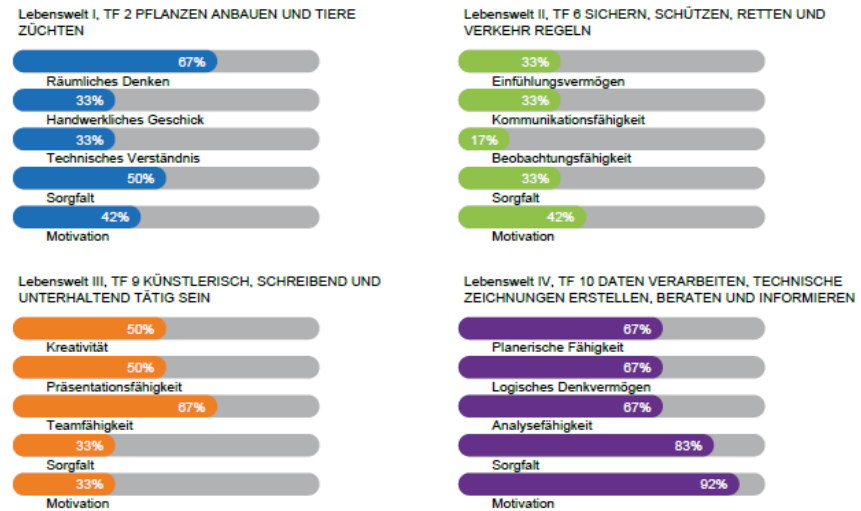 Lebenswelt I, TF 2 PFLANZEN ANBAUEN UND TIERE
ZÜCHTEN
67%
Räumliches Denken
33%
Handwerkliches Geschick
33%
Technisches Verständnis
50%
Sorgfalt
42%
Motivation
Lebenswelt II, TF 6 SICHERN, SCHÜTZEN, RETTEN UND
VERKEHR REGELN
33%
Einfühlungsvermögen
33%
Kommunikationsfähigkeit
17%
Beobachtungsfähigkeit
33%
Sorgfalt
42%
Motivation
Lebenswelt III, TF 9 KÜNSTLERISCH, SCHREIBEND UND
UNTERHALTEND TÄTIG SEIN
50%
Kreativität
50%
Präsentationsfähigkeit
67%
Teamfähigkeit
33%
Sorgfalt
33%
Motivation
Lebenswelt IV, TF 10 DATEN VERARBEITEN, TECHNISCHE
ZEICHNUNGEN ERSTELLEN, BERATEN UND INFORMIEREN
67%
Planerische Fähigkeit
67%
Logisches Denkvermögen
67%
Analysefähigkeit
83%
Sorgfalt
92%
Motivation